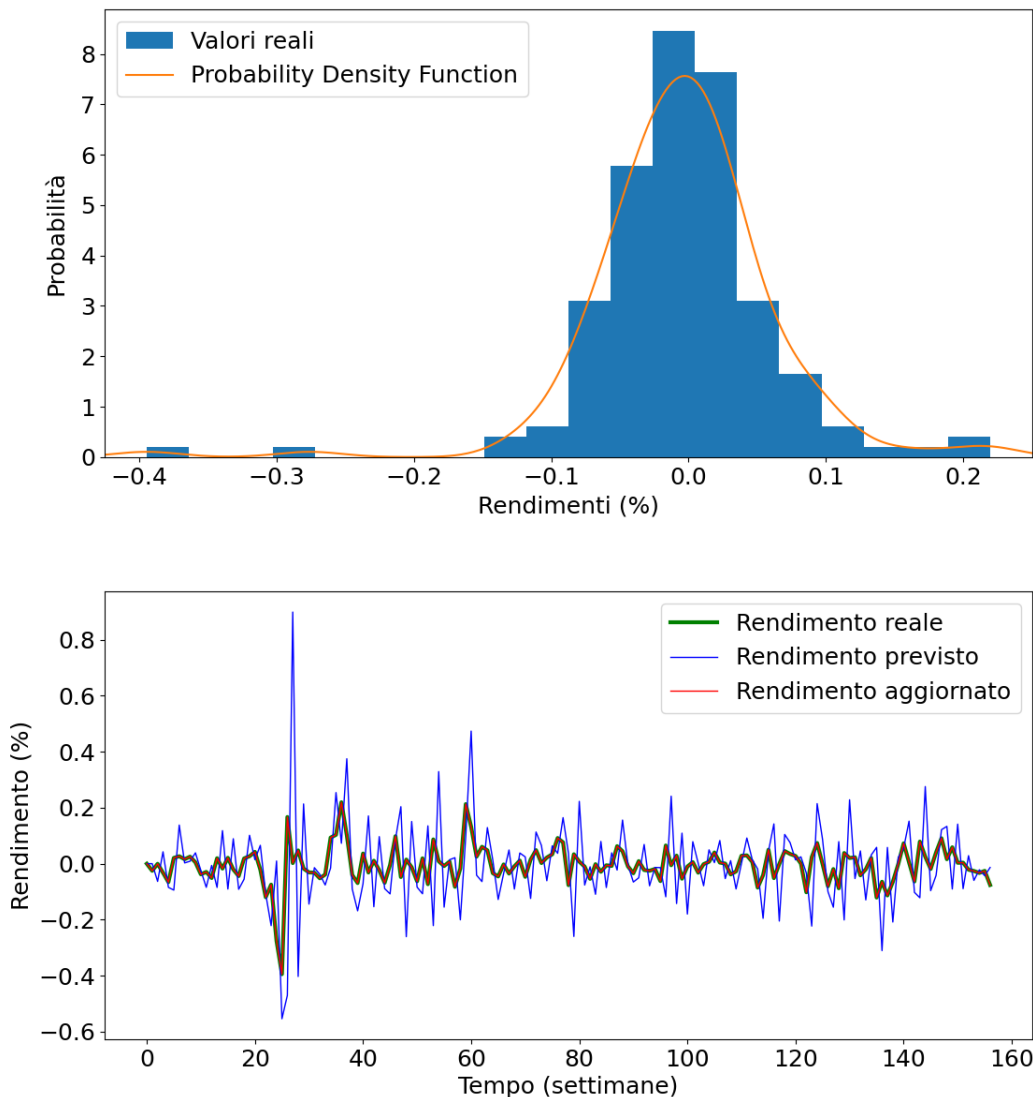 Valori reali
Probability Density Function
Probabilità
8
7
6
5
4
3
2
1
0
−0.4 −0.3 −0.2 −0.1 0.0 0.1 0.2
Rendimenti (%)
Rendimento reale
Rendimento previsto
Rendimento aggiornato
Rendimento (%)
0.8
0.6
0.4
0.2
0.0
−0.2
−0.4
−0.6
0 20 40 60 80 100 120 140 160
Tempo (settimane)